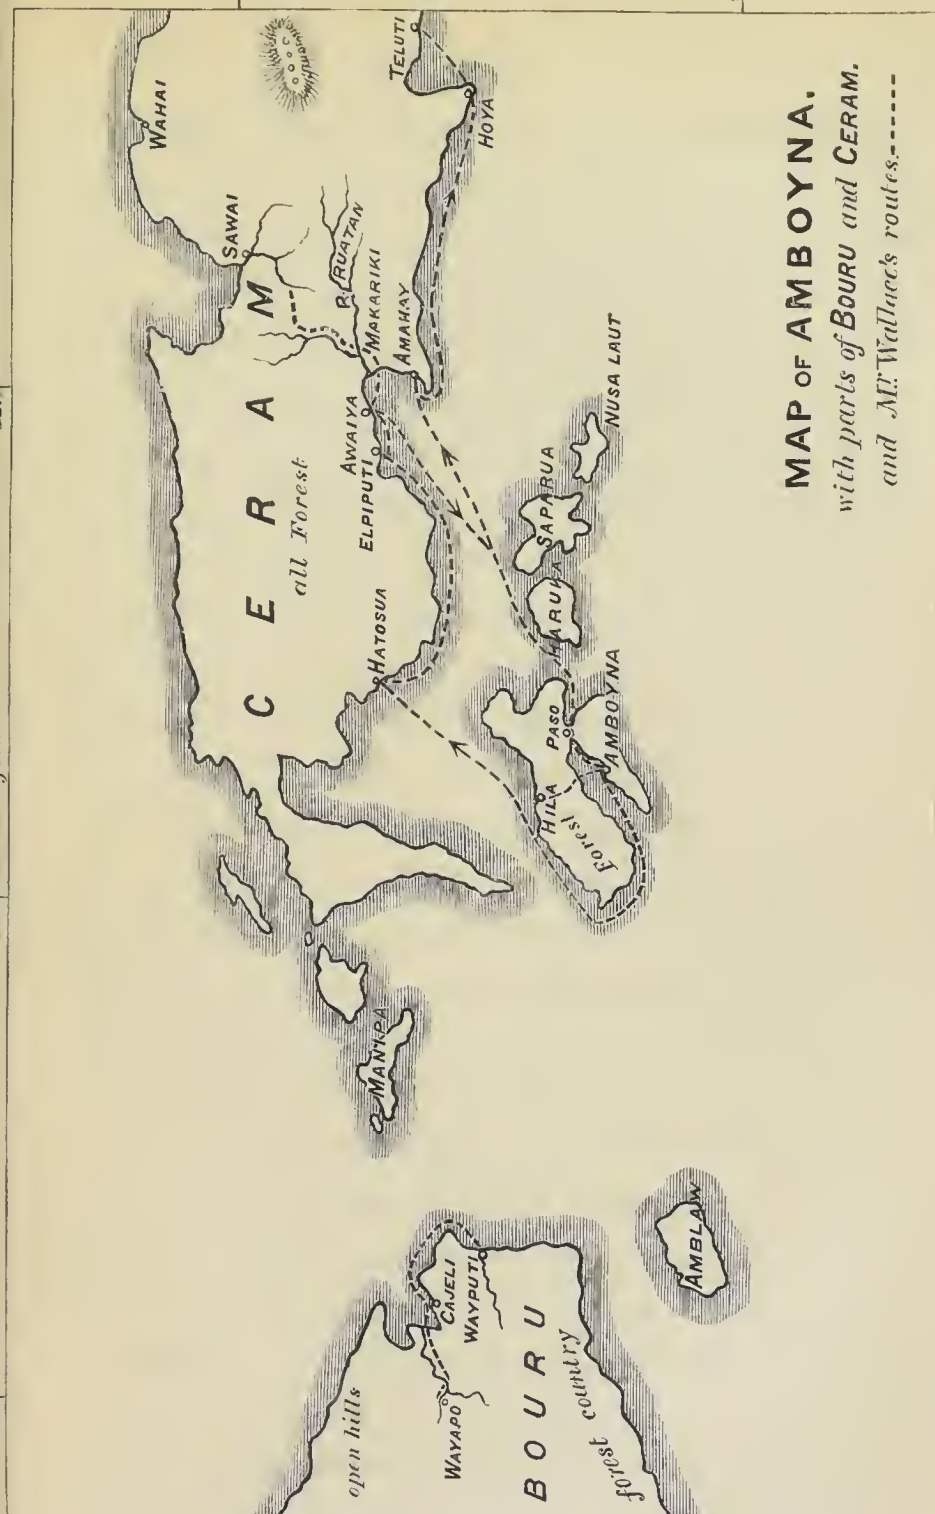 MAP OF AMBOYNA.
with parts of BOURU and CERAM.
and Mr. Wallace's routes.------
open hills
WAYAPO
CAJELI
WAYPUTI
BOURU
forest country
AMBLAW
MANIPA
CERAM
all Forest
HATOSUA
ELPIPUTI
AWAIYA
MAKARIKI
AMAHAY
R. RUATAN
SAWAI
WAHAI
TELUTI
HOYA
HILA
Forest
PASO
AMBOYNA
HARUKA
SAPARUA
NUSA LAUT